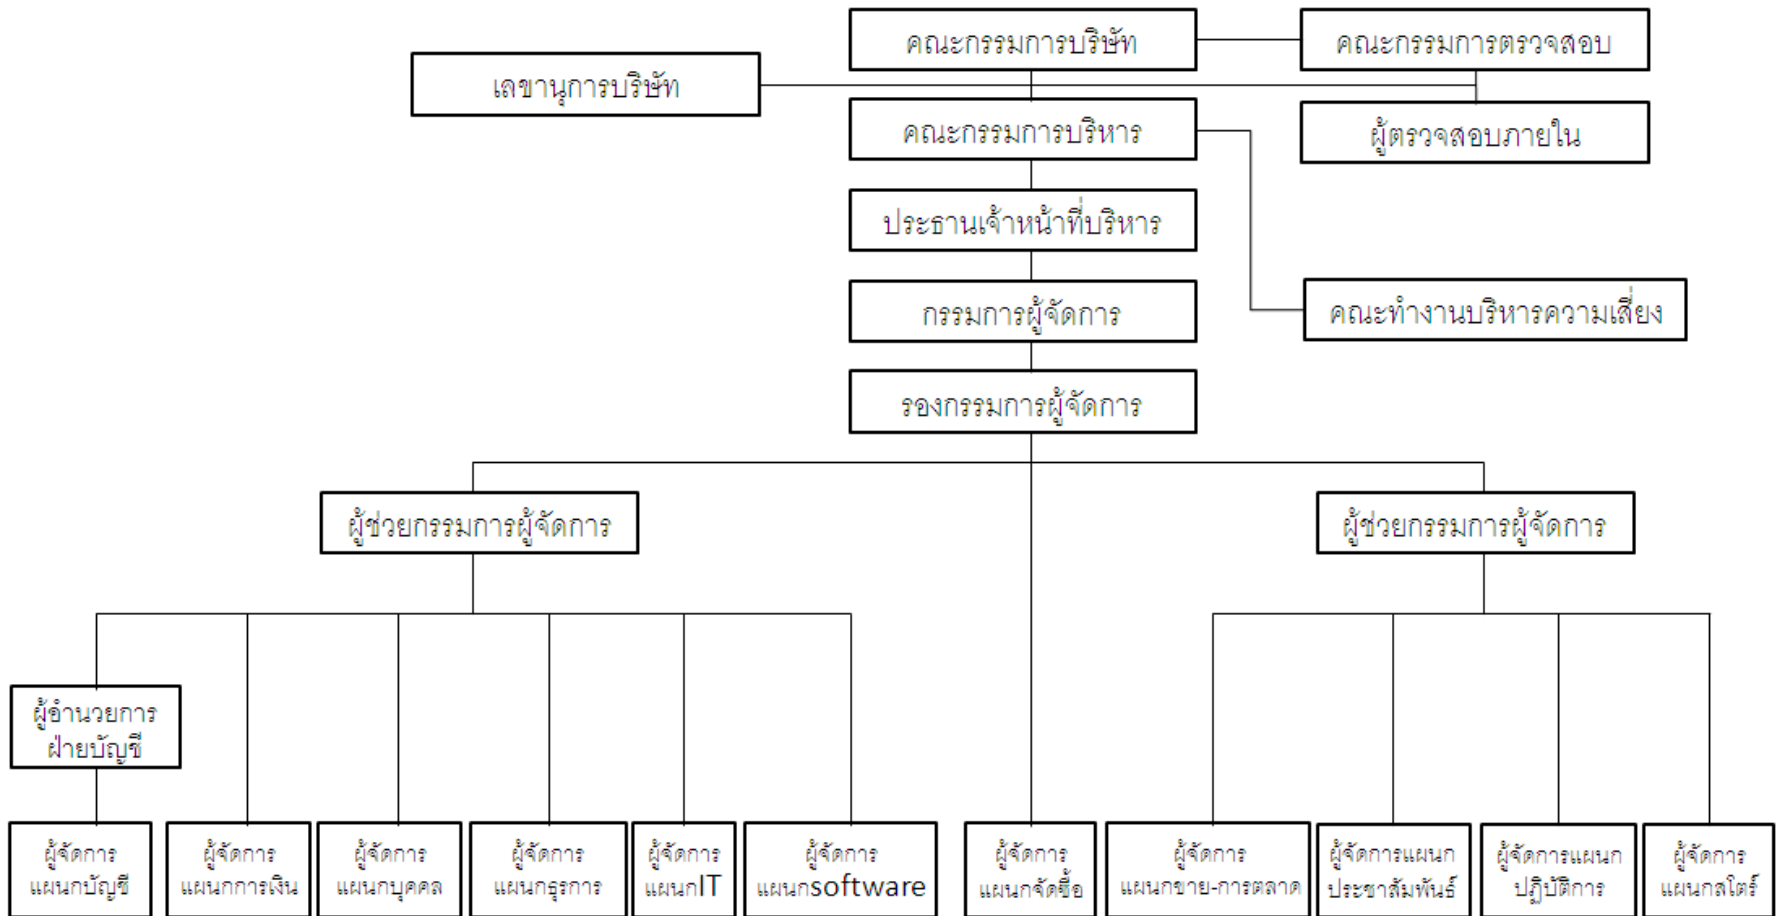 คณะกรรมการบริษัท
คณะกรรมการตรวจสอบ
เลขานุการบริษัท
คณะกรรมการบริหาร
ผู้ตรวจสอบภายใน
ประธานเจ้าหน้าที่บริหาร
กรรมการผู้จัดการ
คณะทำงานบริหารความเสี่ยง
รองกรรมการผู้จัดการ
ผู้ช่วยกรรมการผู้จัดการ
ผู้ช่วยกรรมการผู้จัดการ
ผู้อำนวยการ
ฝ่ายบัญชี
ผู้จัดการ
แผนกบัญชี
ผู้จัดการ
แผนกการเงิน
ผู้จัดการ
แผนกบุคคล
ผู้จัดการ
แผนกธุรการ
ผู้จัดการ
แผนกIT
ผู้จัดการ
แผนกsoftware
ผู้จัดการ
แผนกจัดซื้อ
ผู้จัดการ
แผนกขาย-การตลาด
ผู้จัดการแผนก
ประชาสัมพันธ์
ผู้จัดการแผนก
ปฏิบัติการ
ผู้จัดการ
แผนกสโตร์